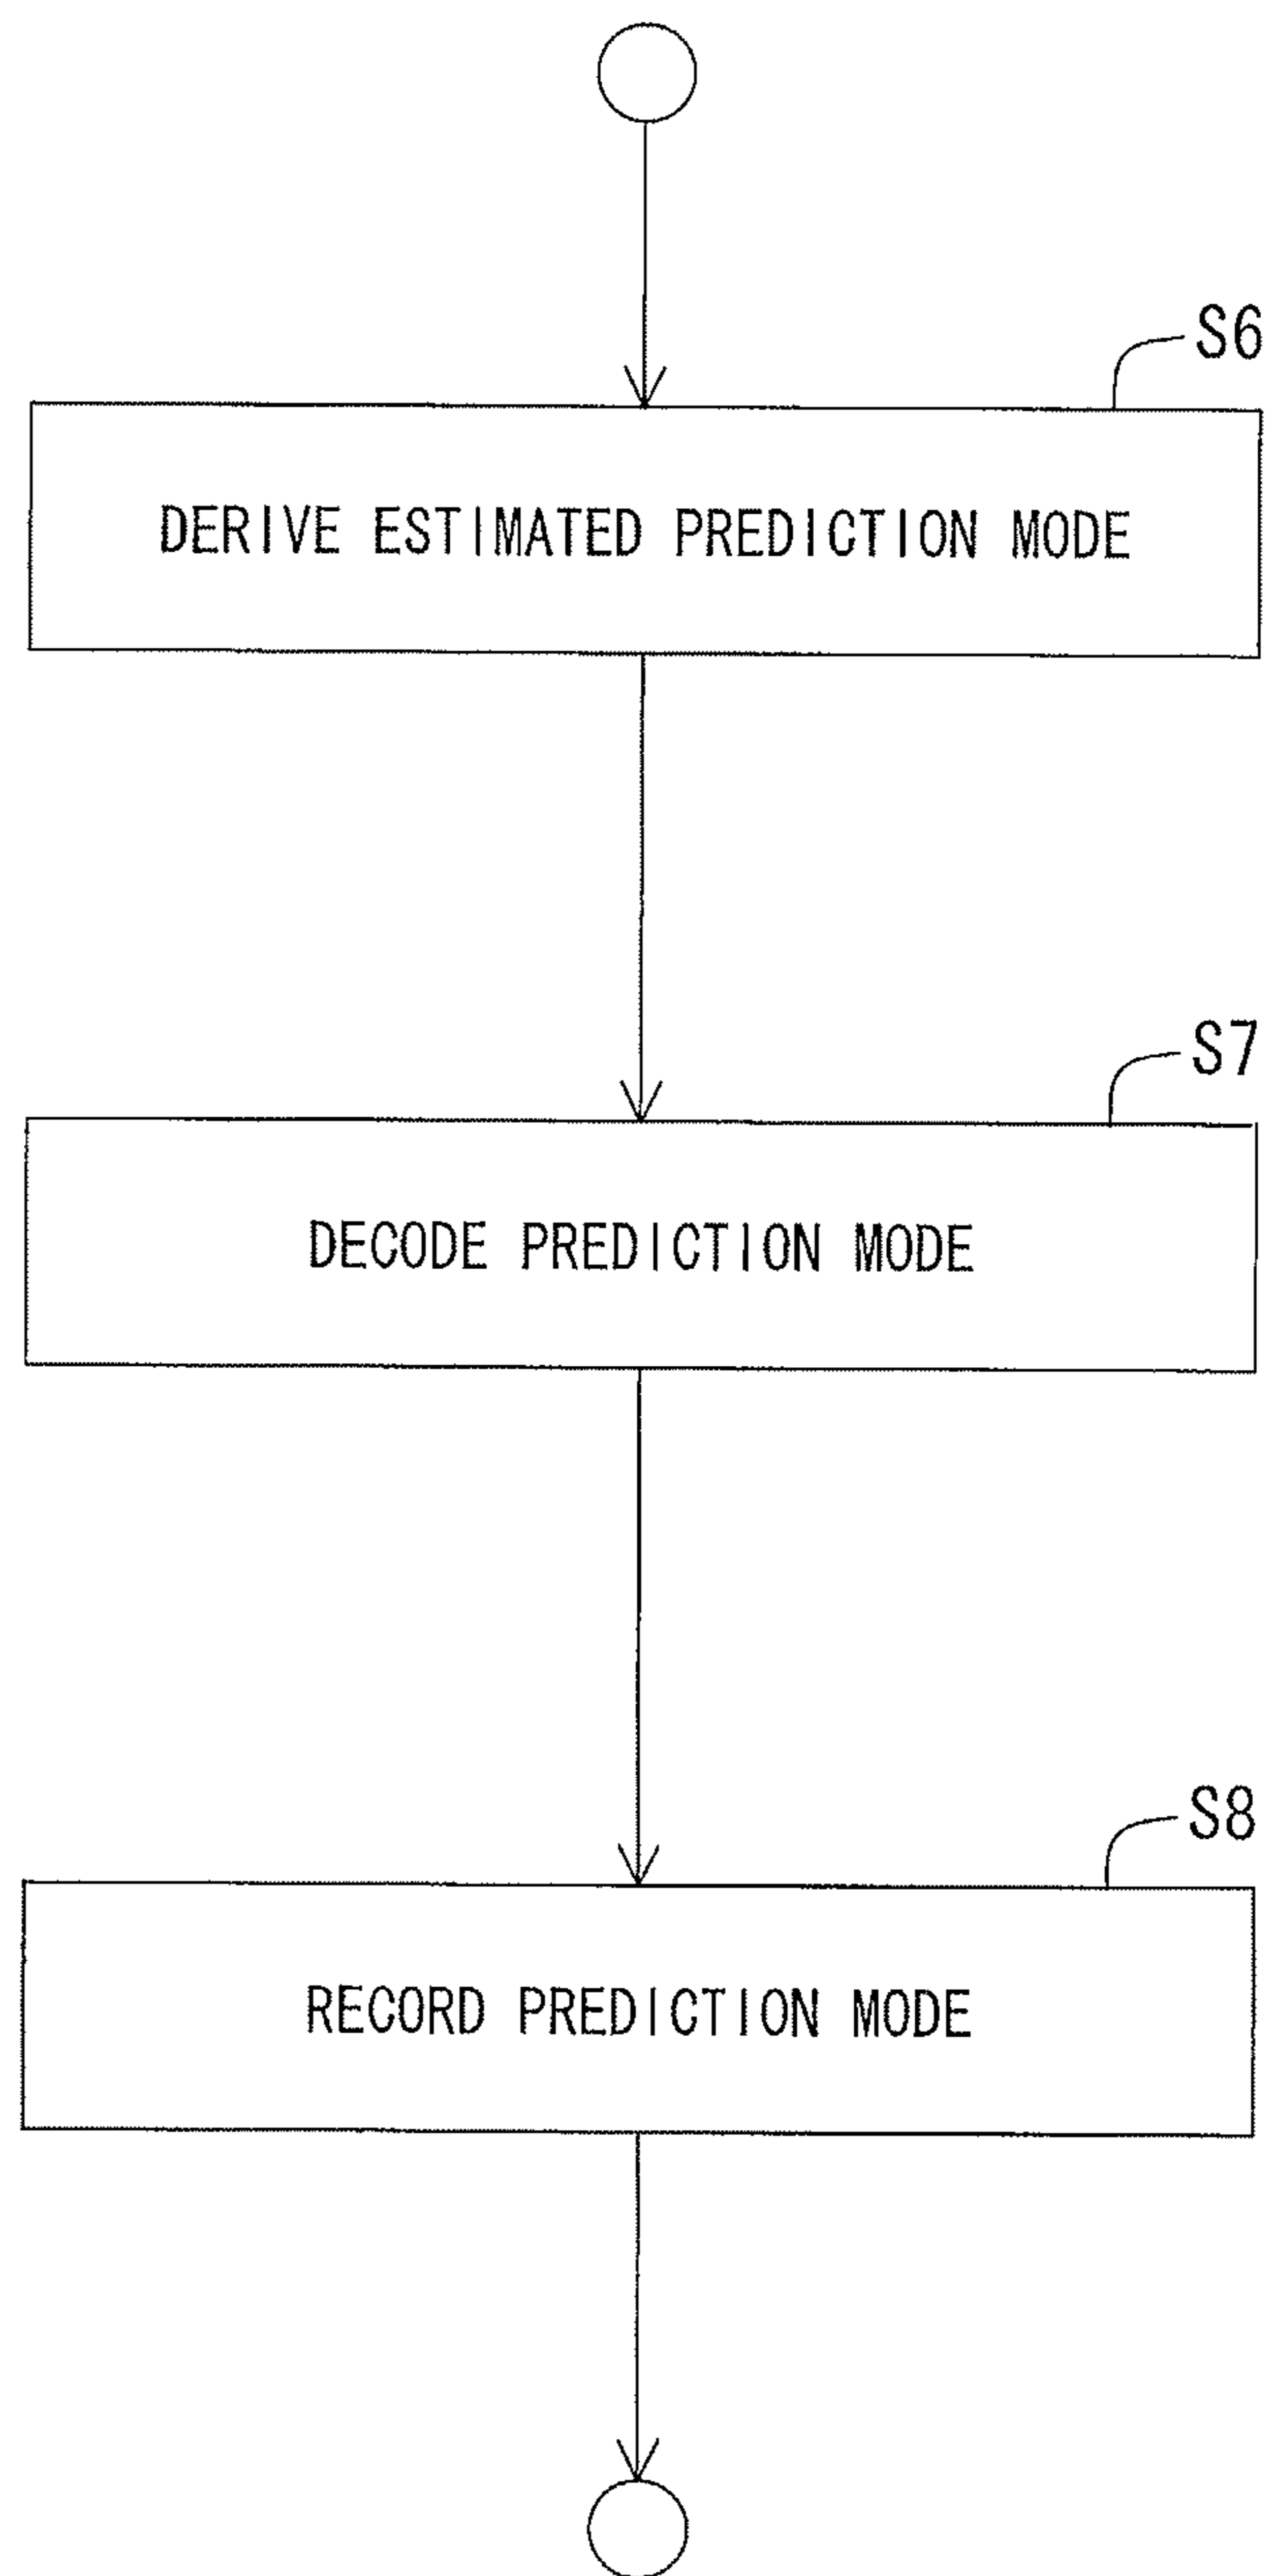 S6
DERIVE ESTIMATED PREDICTION MODE
S7
DECODE PREDICTION MODE
S8
RECORD PREDICTION MODE